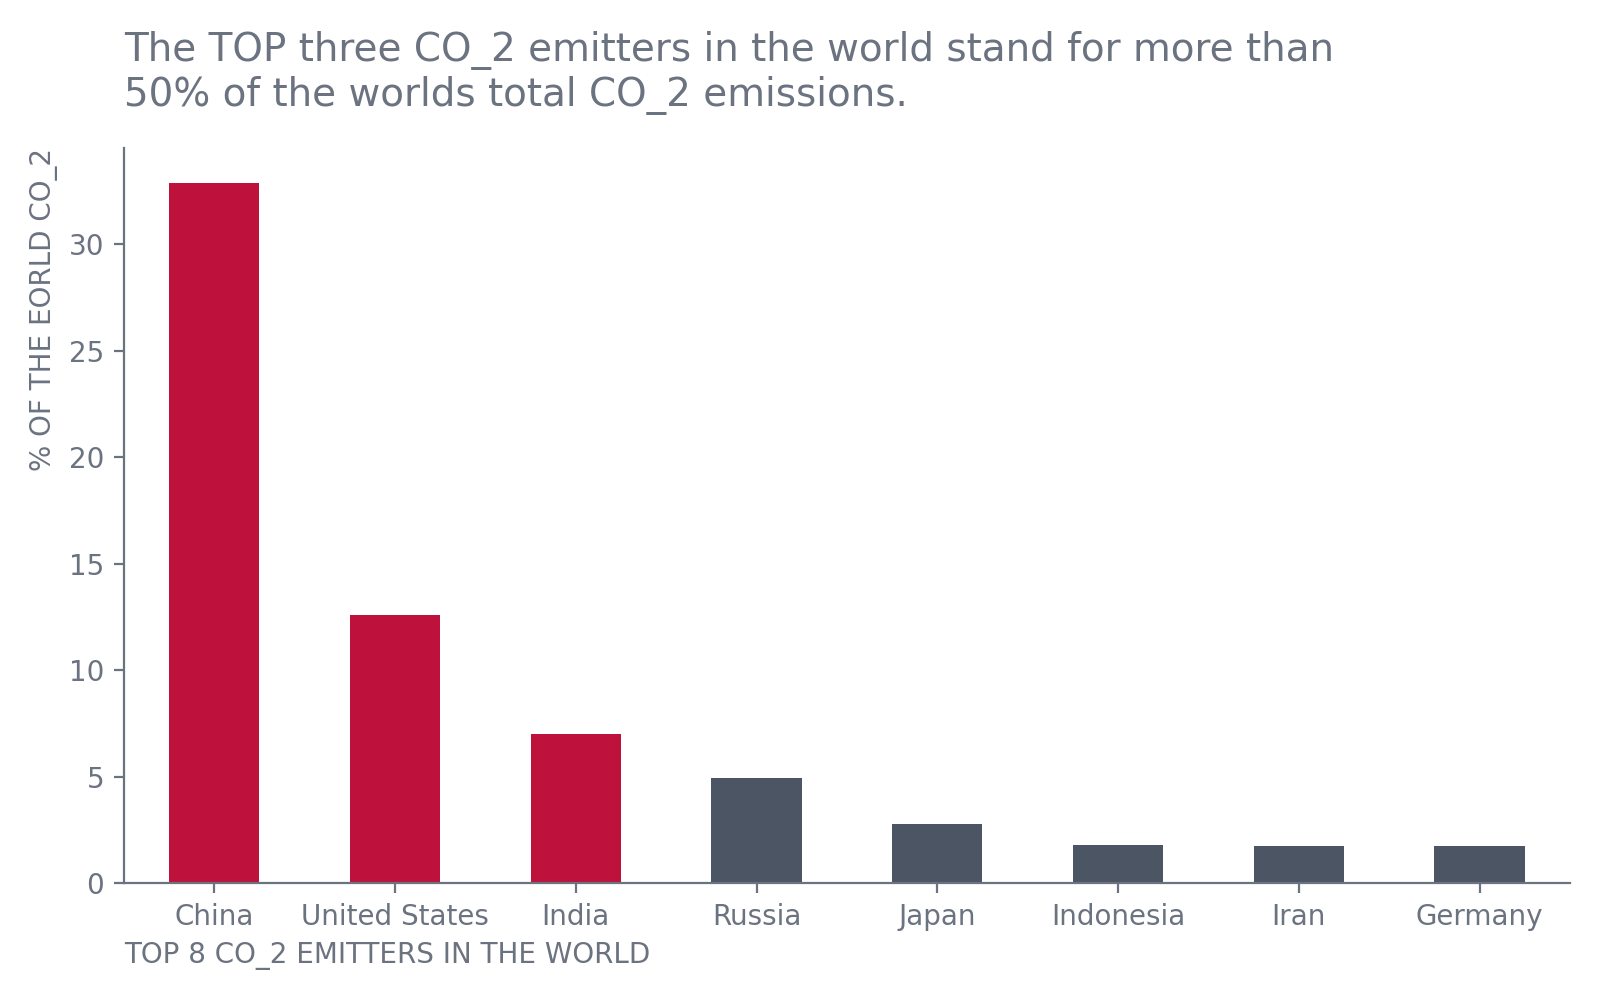 The TOP three CO_2 emitters in the world stand for more than
50% of the worlds total CO_2 emissions.
% OF THE EORLD CO_2
30
25
20
15
10
5
0
China United States India Russia Japan Indonesia Iran Germany
TOP 8 CO_2 EMITTERS IN THE WORLD